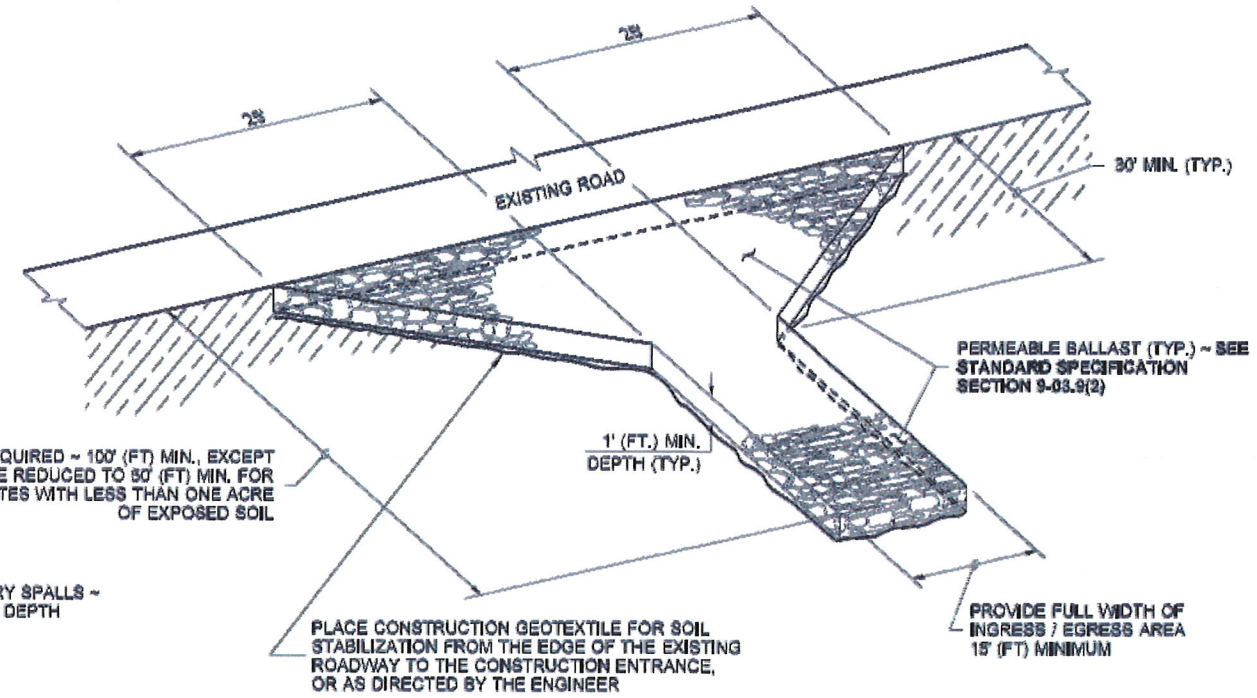 25'
25'
EXISTING ROAD
30' MIN. (TYP.)
PERMEABLE BALLAST (TYP.) ~ SEE
STANDARD SPECIFICATION
SECTION 9-03.9(2)
1' (FT.) MIN.
DEPTH (TYP.)
QUIRED ~ 100' (FT) MIN., EXCEPT
E REDUCED TO 50' (FT) MIN. FOR
TES WITH LESS THAN ONE ACRE
OF EXPOSED SOIL
RY SPALLS ~
DEPTH
PLACE CONSTRUCTION GEOTEXTILE FOR SOIL
STABILIZATION FROM THE EDGE OF THE EXISTING
ROADWAY TO THE CONSTRUCTION ENTRANCE,
OR AS DIRECTED BY THE ENGINEER
PROVIDE FULL WIDTH OF
INGRESS / EGRESS AREA
15' (FT) MINIMUM